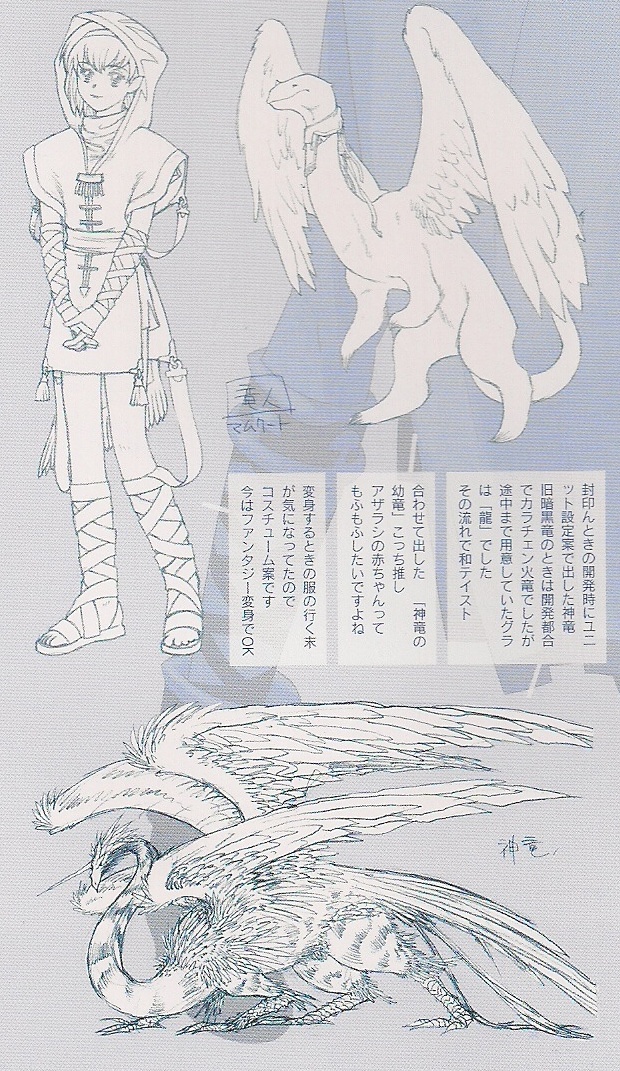 封印んときの開発時にユニ
ット設定案で出した神竜
旧暗黒竜のときは開発都合
でカラチェン火竜でしたが
途中まで用意していたグラ
は「龍」でした
その流れで和テイスト
合わせて出した 「神竜の
幼竜」こっち推し
アザラシの赤ちゃんって
もふもふしたいですよね
変身するときの服の行く末
が気になってたので
コスチューム案です
今はファンタジー変身でOK
マムクート
神竜